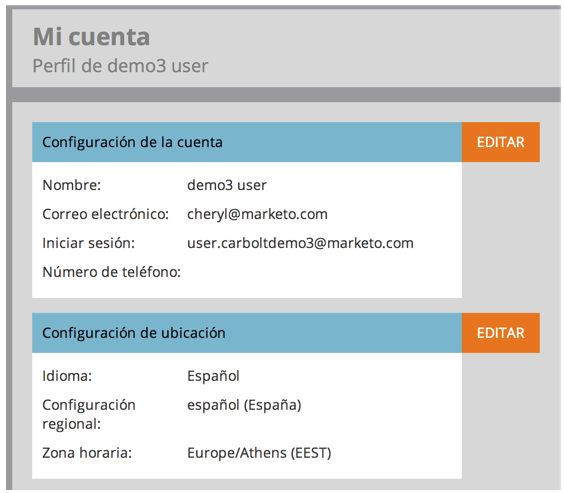 Mi cuenta
Perfil de demo3 user
Configuración de la cuenta EDITAR
Nombre: demo3 user
Correo electrónico: cheryl@marketo.com
Iniciar sesión: user.carboltdemo3@marketo.com
Número de teléfono:
Configuración de ubicación EDITAR
Idioma: Español
Configuración español (España)
regional:
Zona horaria: Europe/Athens (EEST)